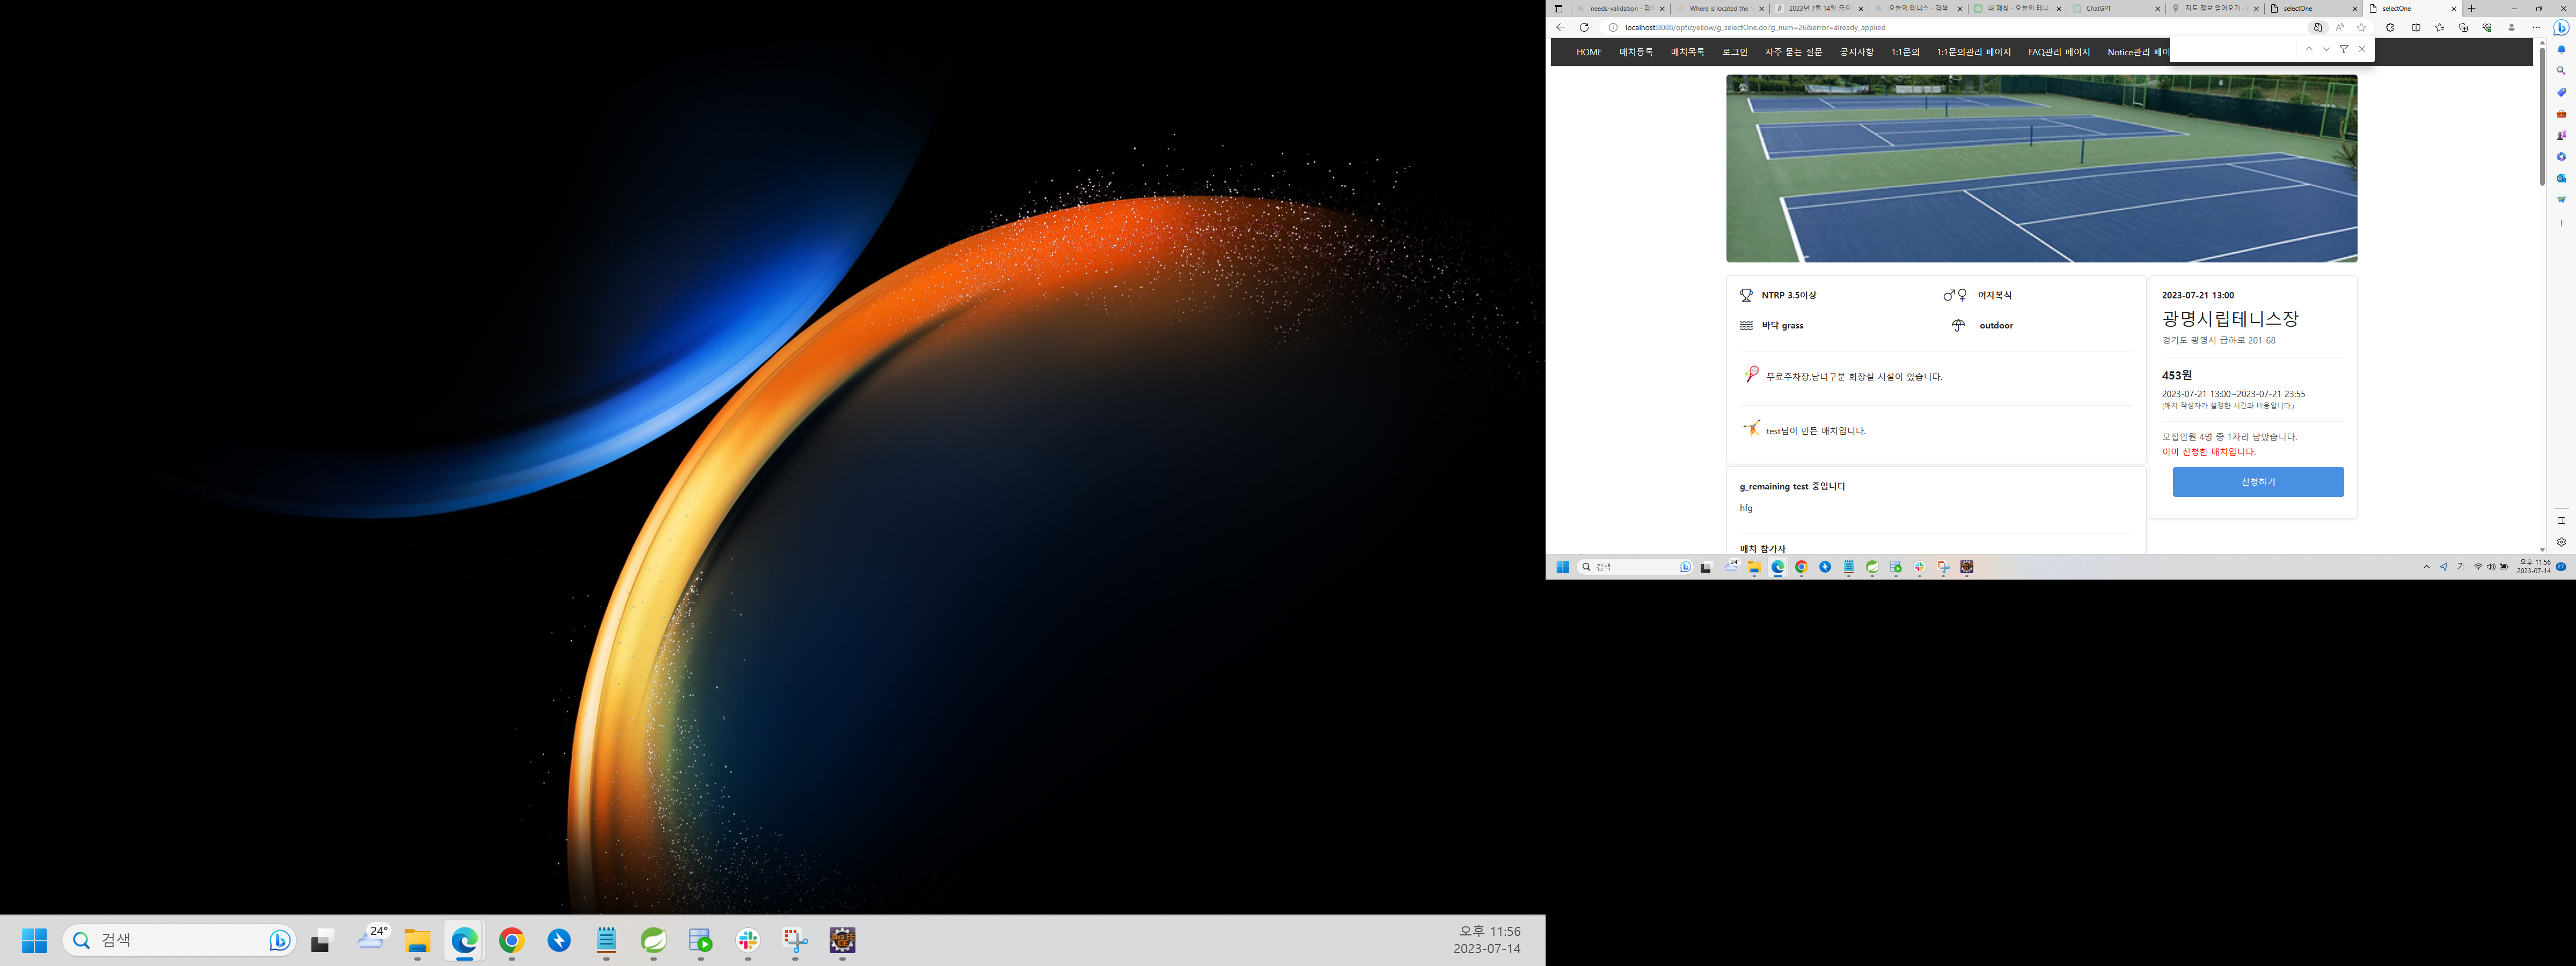 needs-validation - 검색
Where is located the
2023년 7월 14일 금요
오늘의 테니스 - 검색
내 매칭 - 오늘의 테니
ChatGPT
지도 정보 얻어오기 -
selectOne
selectOne
localhost:8088/opticyellow/g_selectOne.do?g_num=26&error=already_applied
HOME 매치등록 매치목록 로그인 자주 묻는 질문 공지사항 1:1문의 1:1문의관리 페이지 FAQ관리 페이지 Notice관리 페이
NTRP 3.5이상
여자복식
바닥 grass
outdoor
무료주차장,남녀구분 화장실 시설이 있습니다.
test님이 만든 매치입니다.
g_remaining test 중입니다
hfg
매치 참가자
2023-07-21 13:00
광명시립테니스장
경기도 광명시 금하로 201-68
453원
2023-07-21 13:00~2023-07-21 23:55
(매치 작성자가 설정한 시간과 비용입니다.)
모집인원 4명 중 1자리 남았습니다.
이미 신청한 매치입니다.
신청하기
검색
24°
가
오후 11:56
2023-07-14
27
검색
24°
Java EE
IDE
오후 11:56
2023-07-14